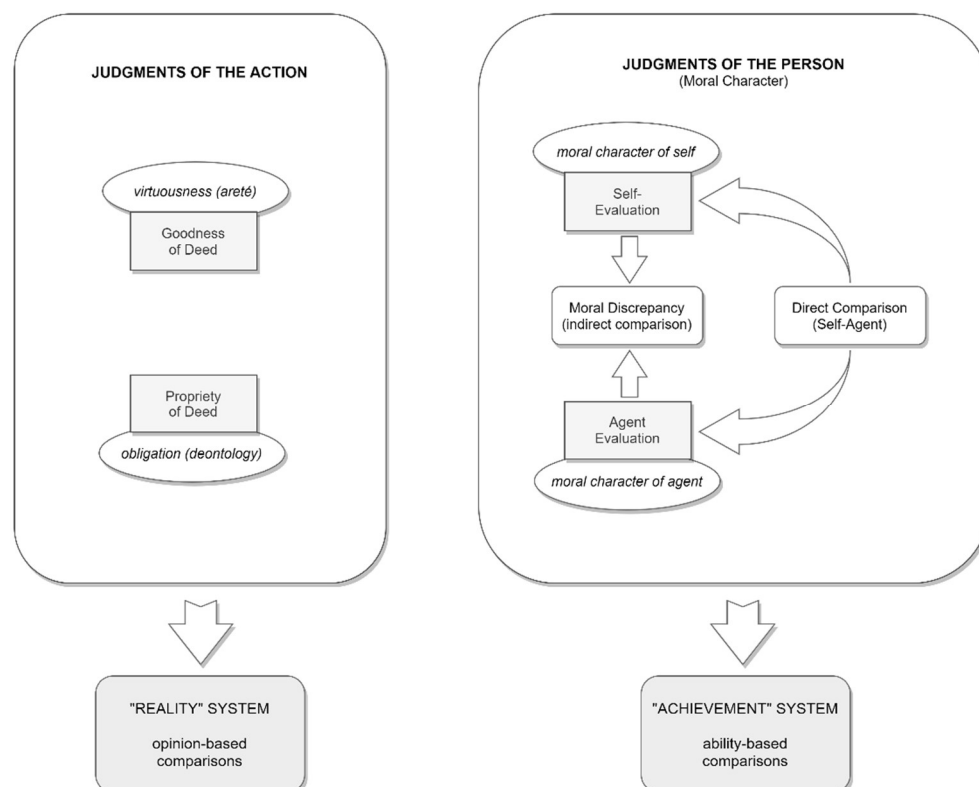 JUDGMENTS OF THE ACTION
virtuousness (areté)
Goodness
of Deed
Propriety
of Deed
obligation (deontology)
"REALITY" SYSTEM
opinion-based
comparisons
JUDGMENTS OF THE PERSON
(Moral Character)
moral character of self
Self-
Evaluation
Moral Discrepancy
(indirect comparison)
Direct Comparison
(Self-Agent)
Agent
Evaluation
moral character of agent
"ACHIEVEMENT" SYSTEM
ability-based
comparisons